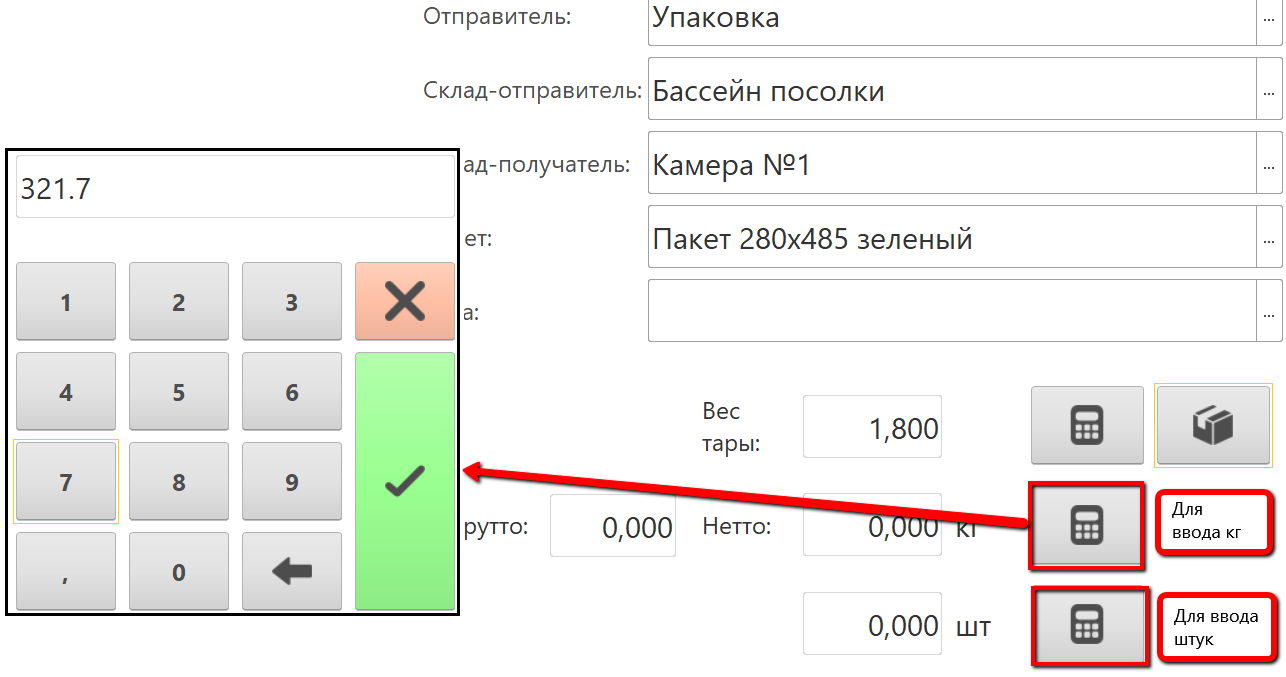 Отправитель:
Упаковка
...
Склад-отправитель:
Бассейн посолки
...
ад-получатель:
Камера №1
...
ет:
Пакет 280x485 зеленый
...
а:
...
321.7
1 2 3
4 5 6
7 8 9
, 0
Вес
тары:
1,800
рутто:
0,000
Нетто:
0,000 кг
Для
ввода кг
0,000 шт
Для ввода
штук